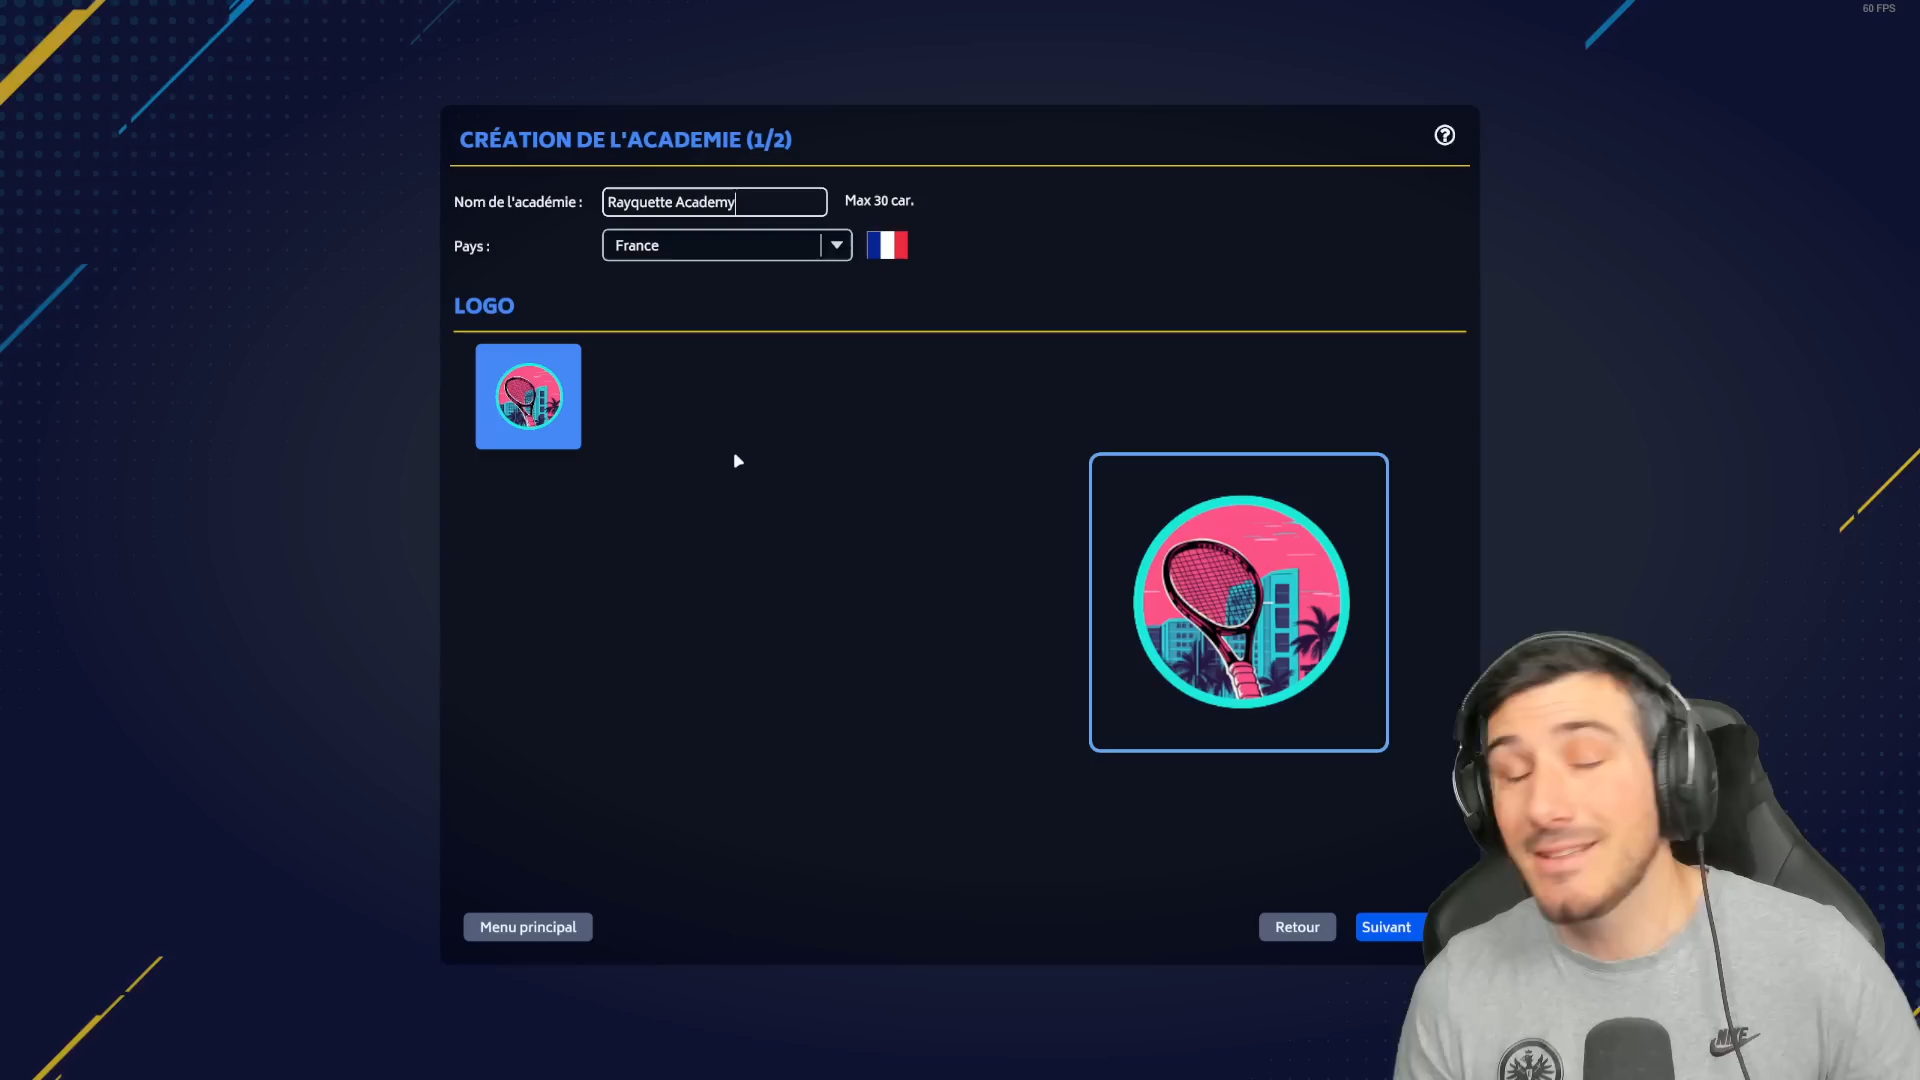 60 FPS
CRÉATION DE L'ACADEMIE (1/2)
Nom de l'académie : Rayquette Academy Max 30 car.
Pays : France
LOGO
Menu principal
Retour
Suivant
NIKE